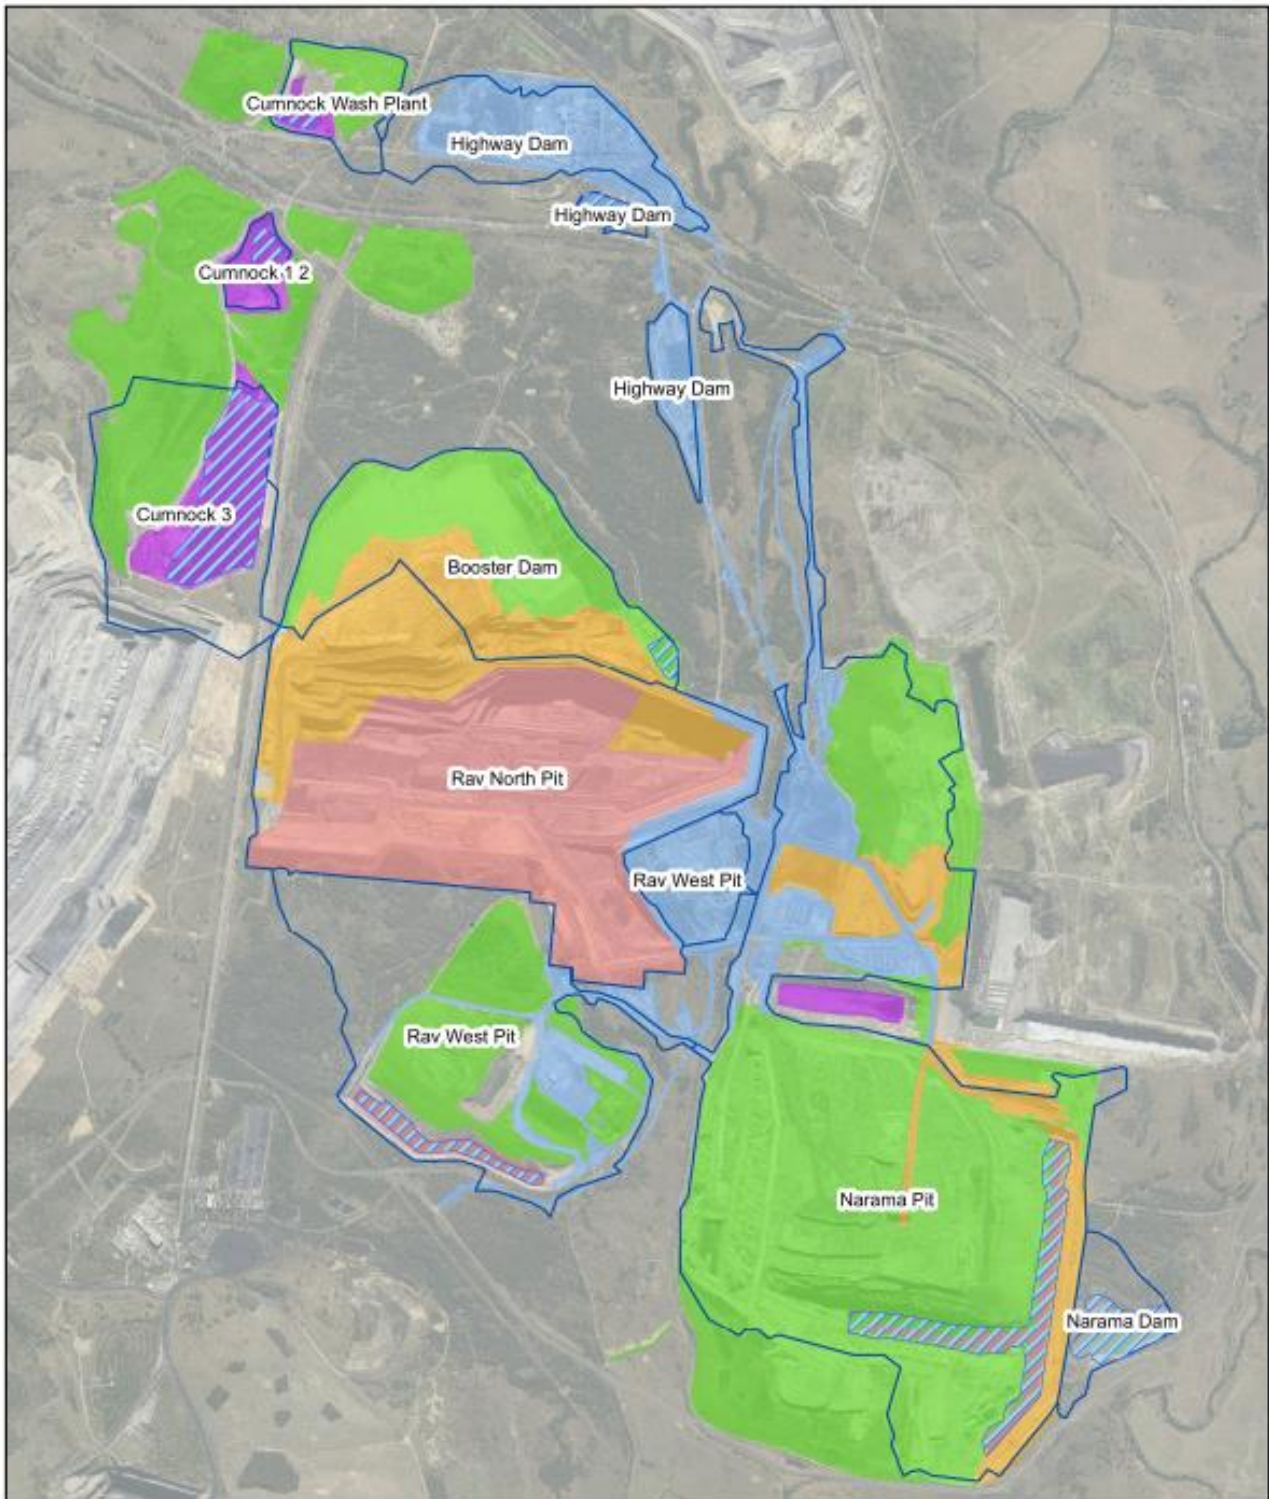 Cumnock Wash Plant
Highway Dam
Highway Dam
Cumnock 1 2
Highway Dam
Cumnock 3
Booster Dam
Rav North Pit
Rav West Pit
Rav West Pit
Narama Pit
Narama Dam